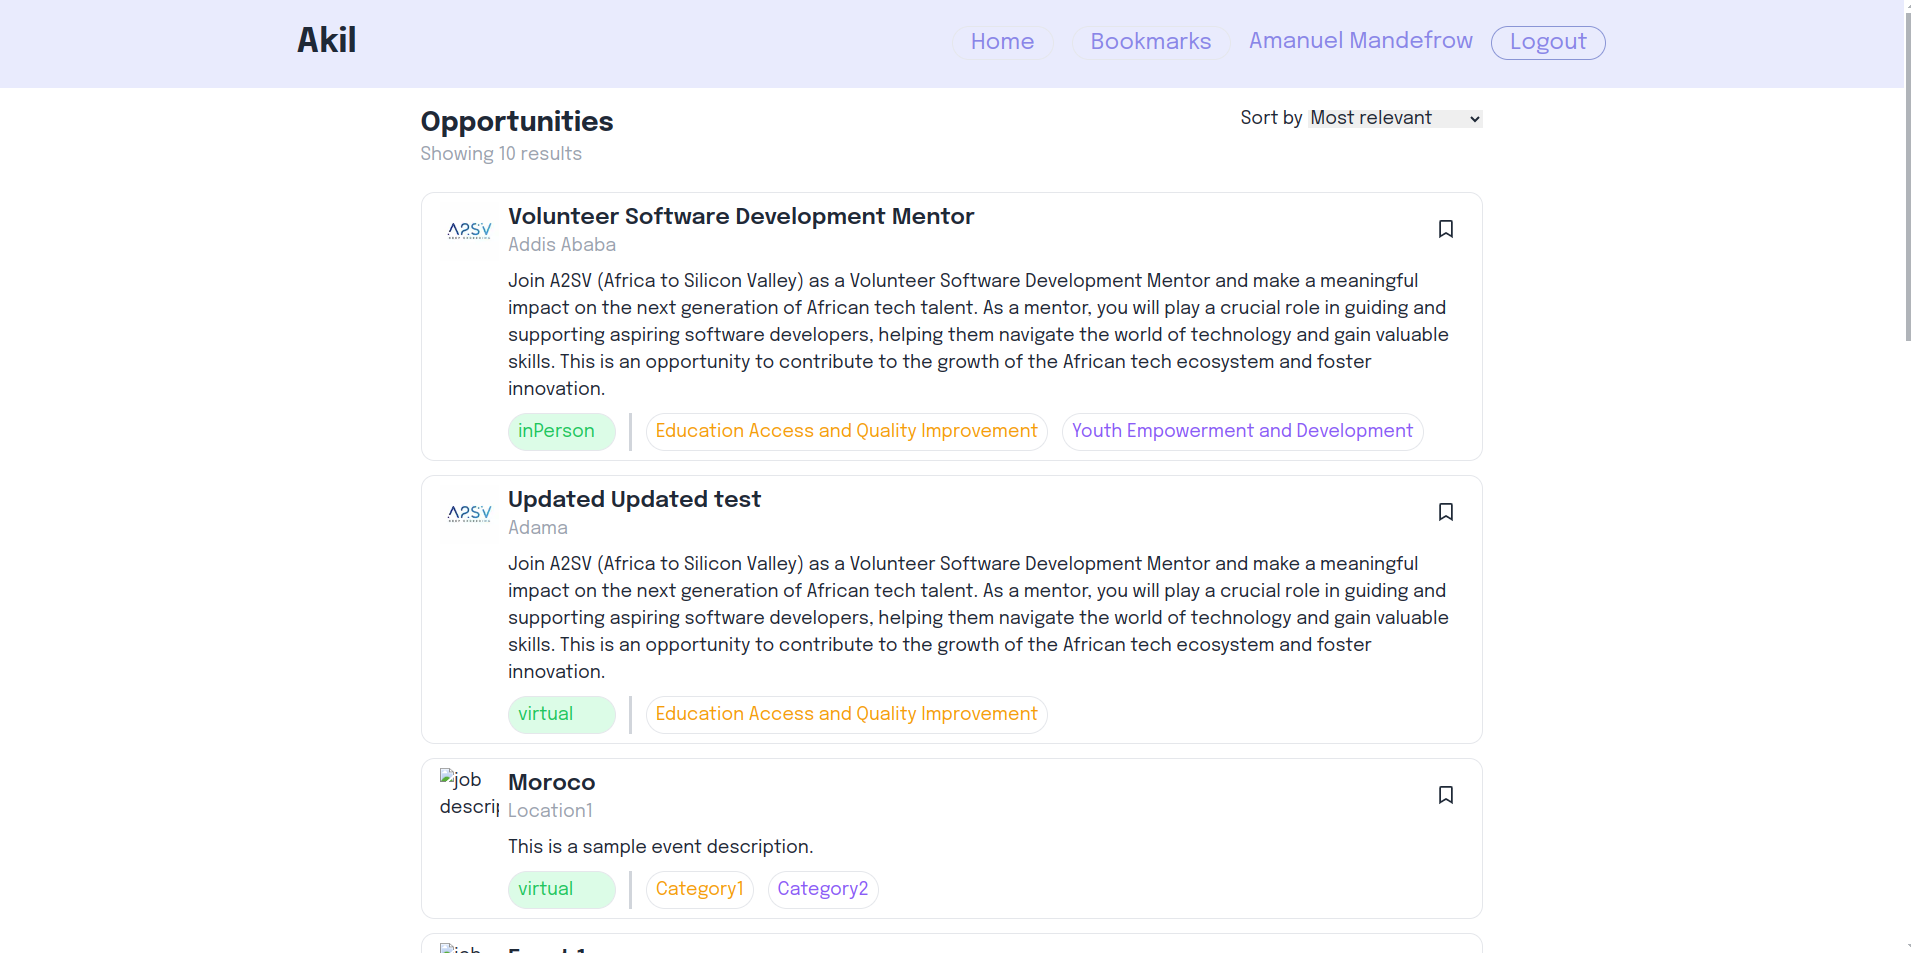 Akil
Home Bookmarks Amanuel Mandefrow Logout
Opportunities
Sort by Most relevant
Showing 10 results
A2SV
Volunteer Software Development Mentor
Addis Ababa
Join A2SV (Africa to Silicon Valley) as a Volunteer Software Development Mentor and make a meaningful
impact on the next generation of African tech talent. As a mentor, you will play a crucial role in guiding and
supporting aspiring software developers, helping them navigate the world of technology and gain valuable
skills. This is an opportunity to contribute to the growth of the African tech ecosystem and foster
innovation.
inPerson Education Access and Quality Improvement Youth Empowerment and Development
A2SV
Updated Updated test
Adama
Join A2SV (Africa to Silicon Valley) as a Volunteer Software Development Mentor and make a meaningful
impact on the next generation of African tech talent. As a mentor, you will play a crucial role in guiding and
supporting aspiring software developers, helping them navigate the world of technology and gain valuable
skills. This is an opportunity to contribute to the growth of the African tech ecosystem and foster
innovation.
virtual Education Access and Quality Improvement
job
descrip
Moroco
Location1
This is a sample event description.
virtual Category1 Category2
job